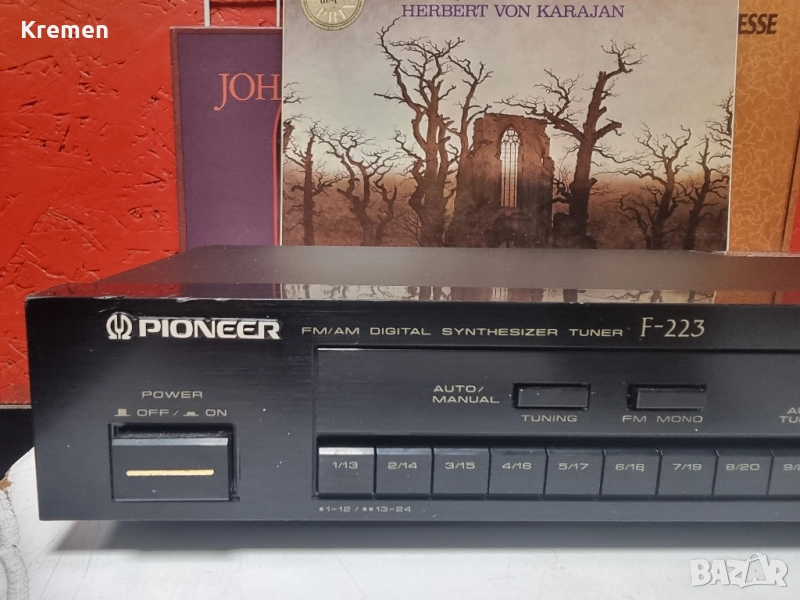 Kremen
HERBERT VON KARAJAN
ESSE
JOH
PIONEER
FM/AM DIGITAL SYNTHESIZER TUNER F-223
POWER
OFF / ON
AUTO/
MANUAL
TUNING
FM MONO
1/13 2/14 3/15 4/16 5/17 6/18 7/19 8/20
1-12 / 13-24
BAZAR